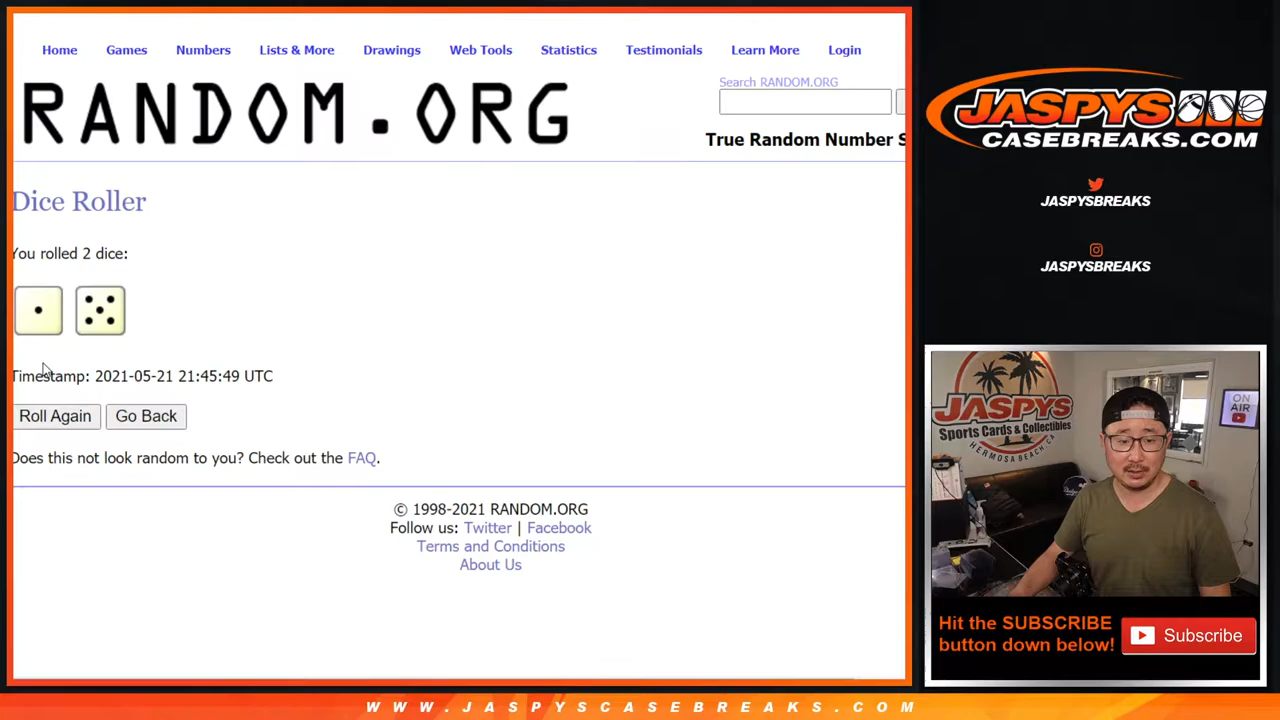 Home Games Numbers Lists & More Drawings Web Tools Statistics Testimonials Learn More Login
RANDOM.ORG
Search RANDOM.ORG
True Random Number S
Dice Roller
You rolled 2 dice:
Timestamp: 2021-05-21 21:45:49 UTC
Roll Again Go Back
Does this not look random to you? Check out the FAQ.
© 1998-2021 RANDOM.ORG
Follow us: Twitter | Facebook
Terms and Conditions
About Us
JASPYS
CASEBREAKS.COM
JASPYSBREAKS
JASPYSBREAKS
JASPYS
Sports Cards & Collectibles
HERMOSA BEACH, CA
ON
AIR
Hit the SUBSCRIBE
button down below!
Subscribe
WWW.JASPYSCASEBREAKS.COM